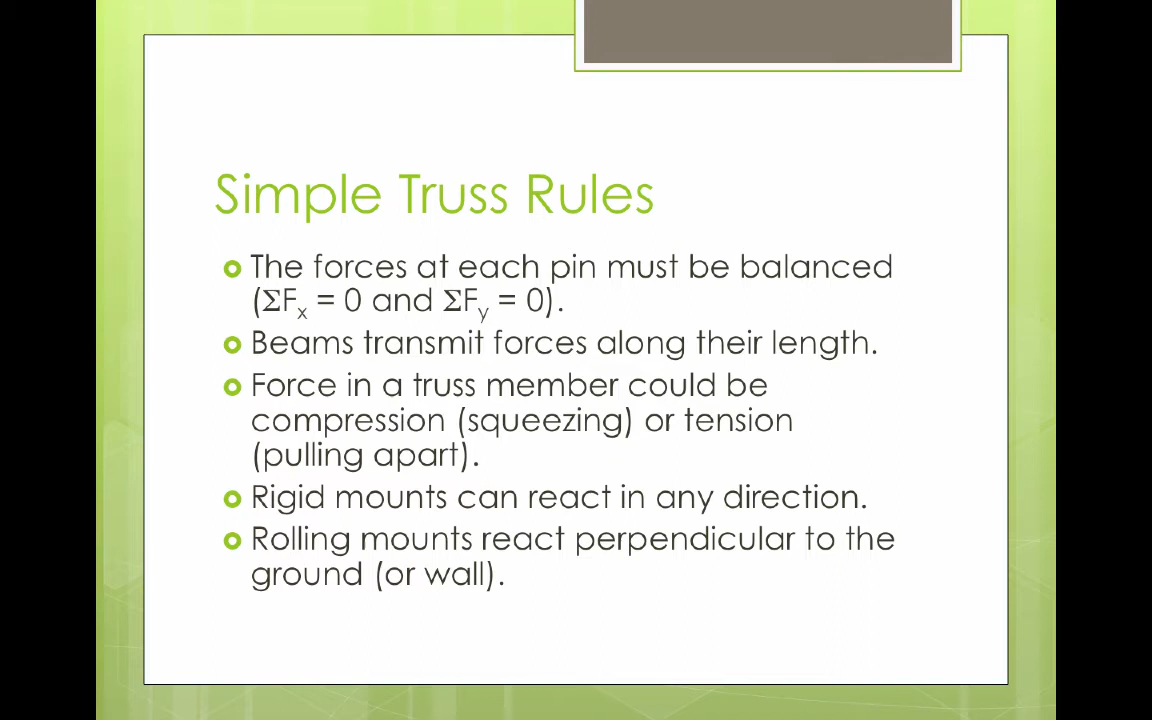 Simple Truss Rules
The forces at each pin must be balanced
(ΣFx = 0 and ΣFy = 0).
Beams transmit forces along their length.
Force in a truss member could be
compression (squeezing) or tension
(pulling apart).
Rigid mounts can react in any direction.
Rolling mounts react perpendicular to the
ground (or wall).